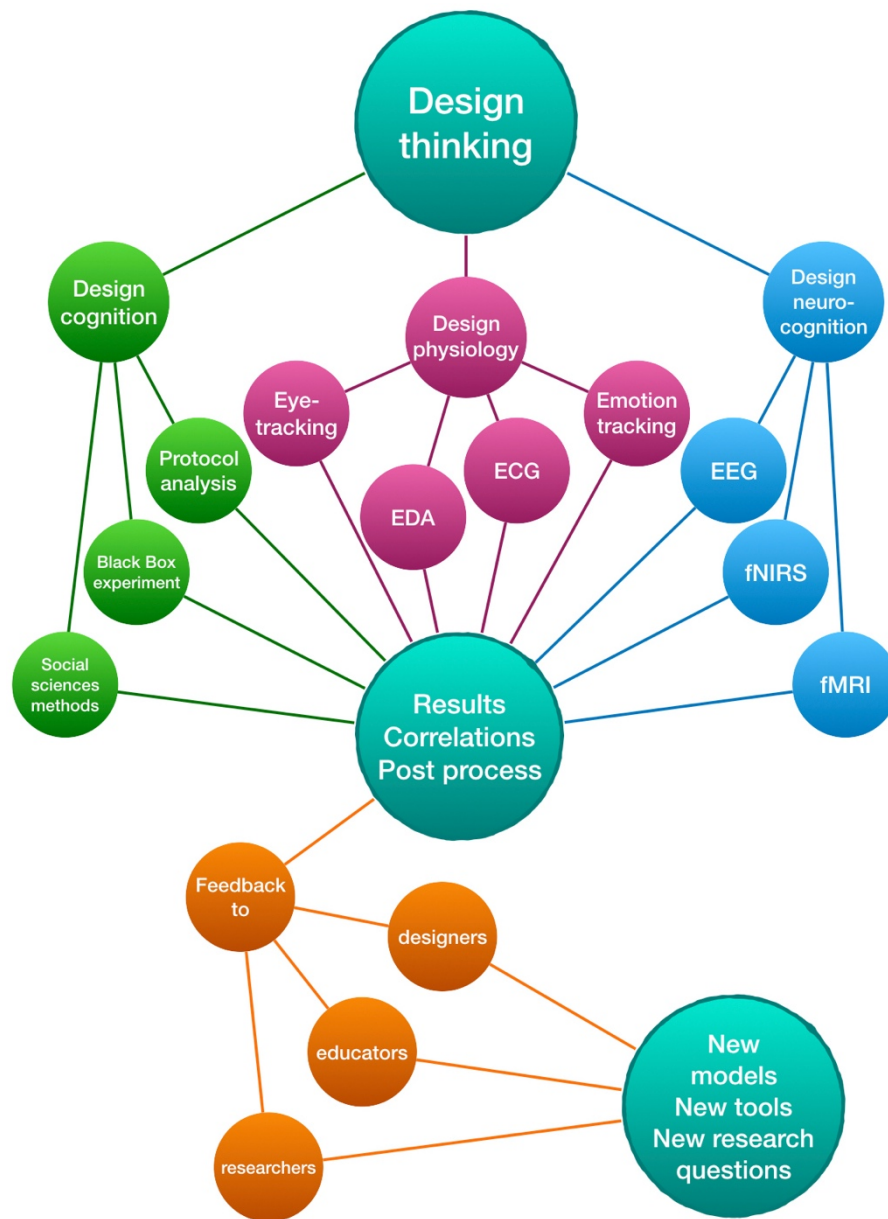 Design
thinking
Design
cognition
Design
physiology
Design
neuro-
cognition
Eye-
tracking
Emotion
tracking
Protocol
analysis
EDA
ECG
EEG
Black Box
experiment
fNIRS
Social
sciences
methods
fMRI
Results
Correlations
Post process
Feedback
to
designers
educators
researchers
New
models
New tools
New research
questions